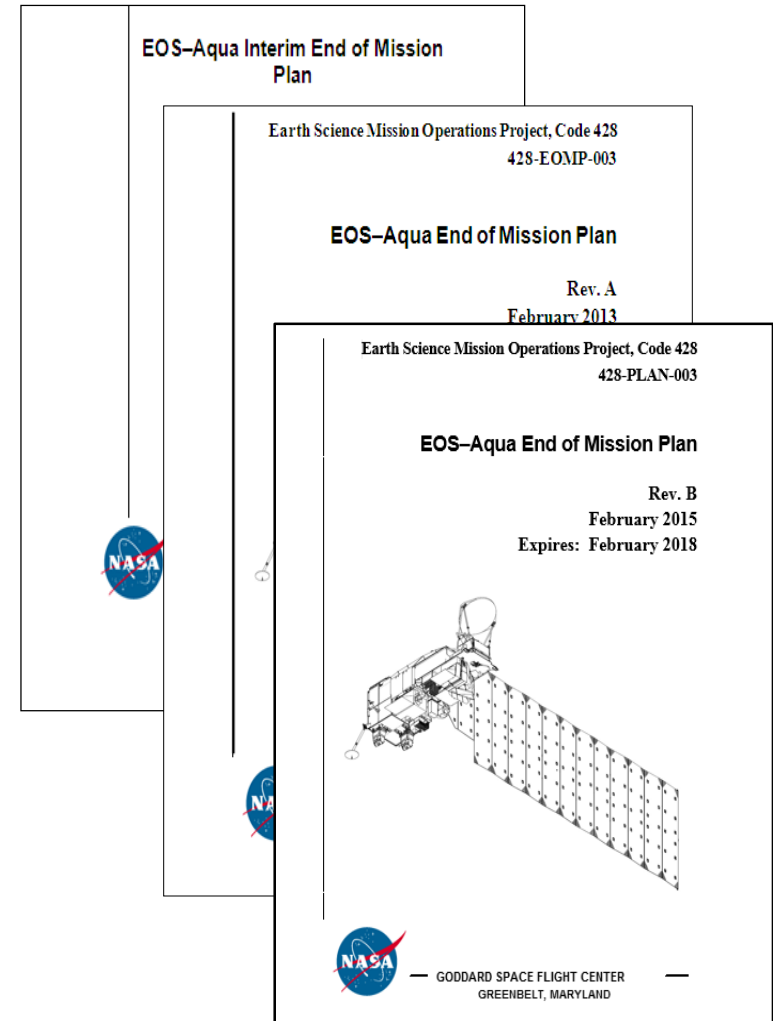 EOS–Aqua Interim End of Mission
Plan
Earth Science Mission Operations Project, Code 428
428-EOMP-003
EOS–Aqua End of Mission Plan
Rev. A
February 2013
Earth Science Mission Operations Project, Code 428
428-PLAN-003
EOS–Aqua End of Mission Plan
Rev. B
February 2015
Expires: February 2018
NASA
NASA
GODDARD SPACE FLIGHT CENTER
GREENBELT, MARYLAND